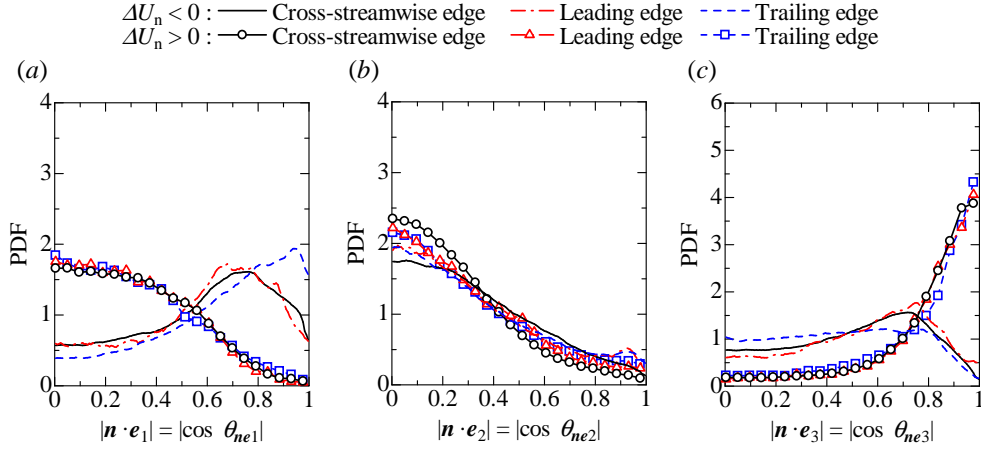 ΔUn < 0 : Cross-streamwise edge Leading edge Trailing edge
ΔUn > 0 : Cross-streamwise edge Leading edge Trailing edge
(a) (b) (c)
4 4 6
3 3 5
4
2 2 3
1 1 2
1
0 0 0
PDF PDF PDF
0 0.2 0.4 0.6 0.8 1 0 0.2 0.4 0.6 0.8 1 0 0.2 0.4 0.6 0.8 1
|n · e1| = |cos θne1| |n · e2| = |cos θne2| |n · e3| = |cos θne3|